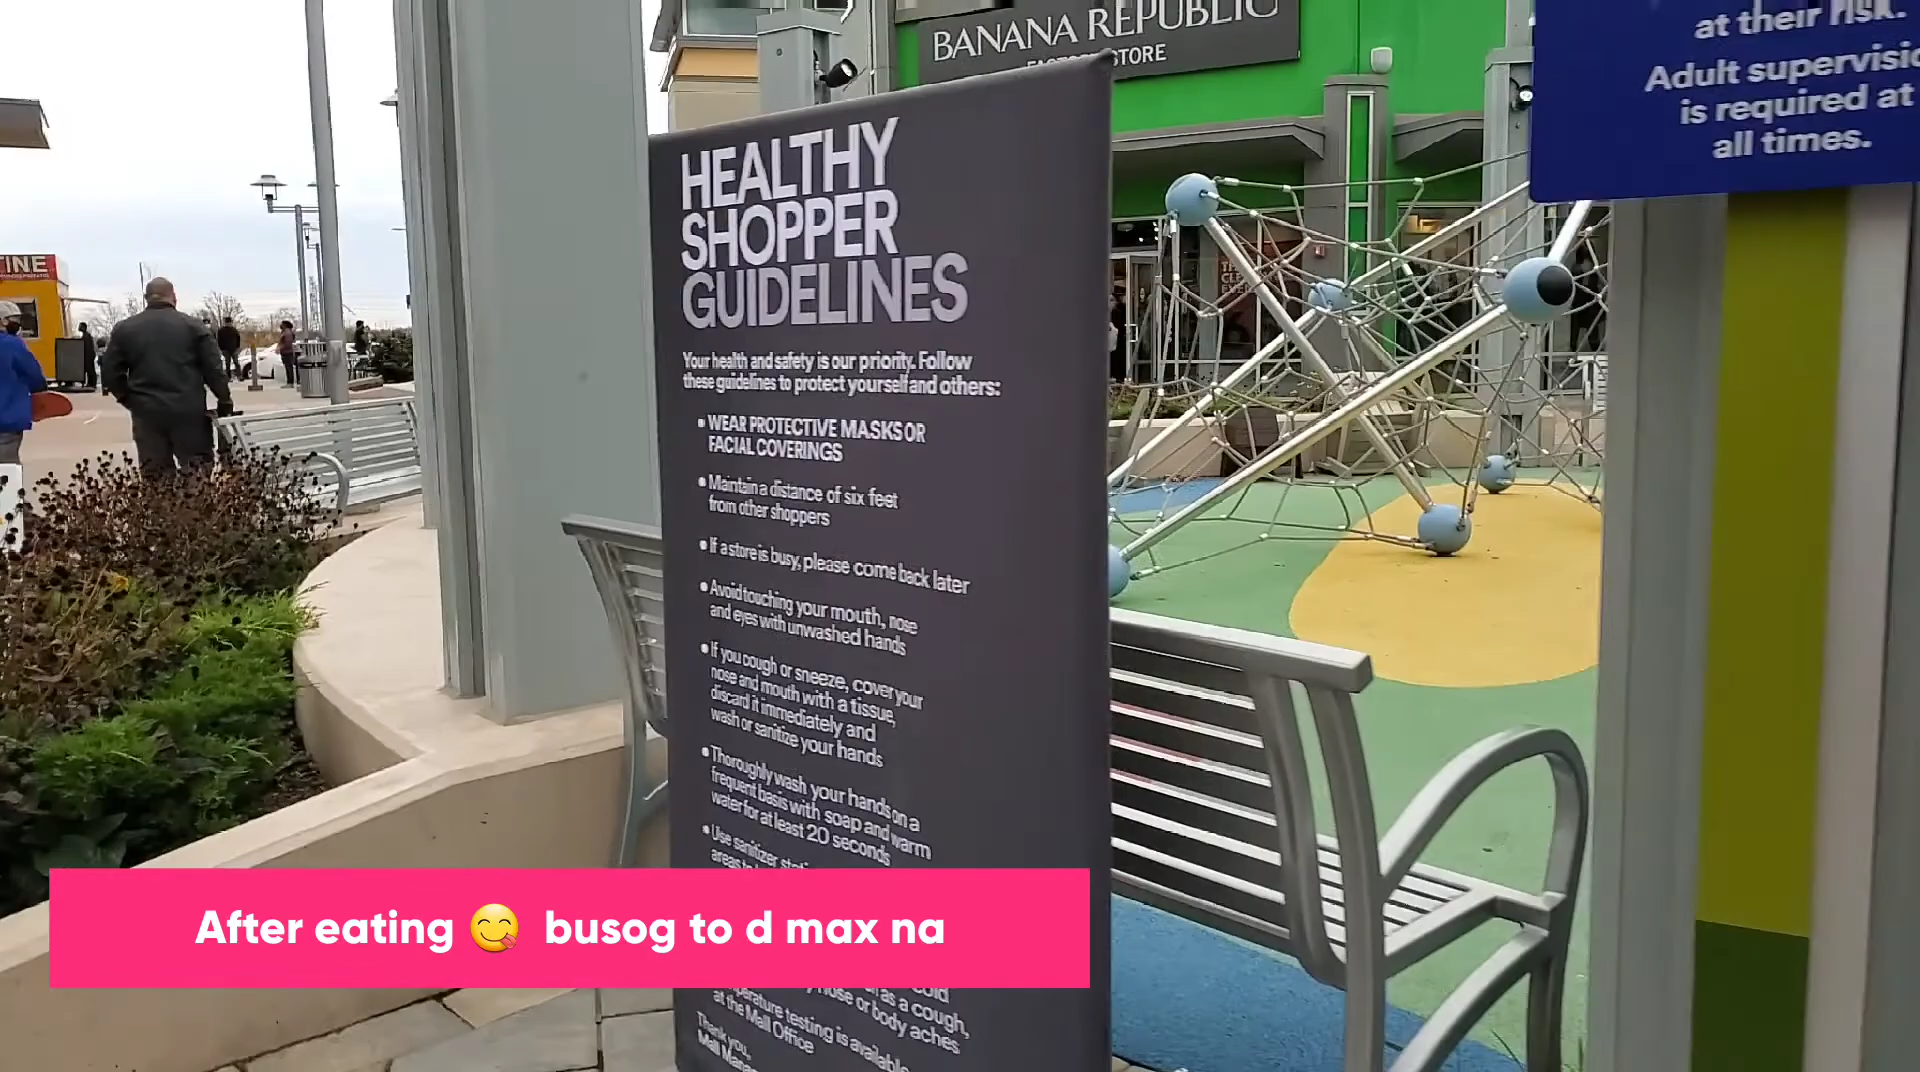 BANANA REPUBLIC
STORE
at their risk.
Adult
is required at
all times.
TINE
HEALTHY
SHOPPER
GUIDELINES
Your health and safety is our priority. Follow
these guidelines to protect yourself and others:
• WEAR PROTECTIVE MASKS OR
FACIAL COVERINGS
• Maintain a distance of six feet
from other shoppers
• If a store is busy, please come back later
• Avoid touching your mouth, nose
and eyes with unwashed hands
• If you cough or sneeze, cover your
nose and mouth with a tissue,
discard it immediately and
wash or sanitize your hands
• Thoroughly wash your hands on a
frequent basis with soap and warm
water for at least 20 seconds
• Use sanitizer
After eating 😋 busog to d max na
cold
as a cough,
nose or body aches
testing is available
at the Mall Office
Thank you,
Mall